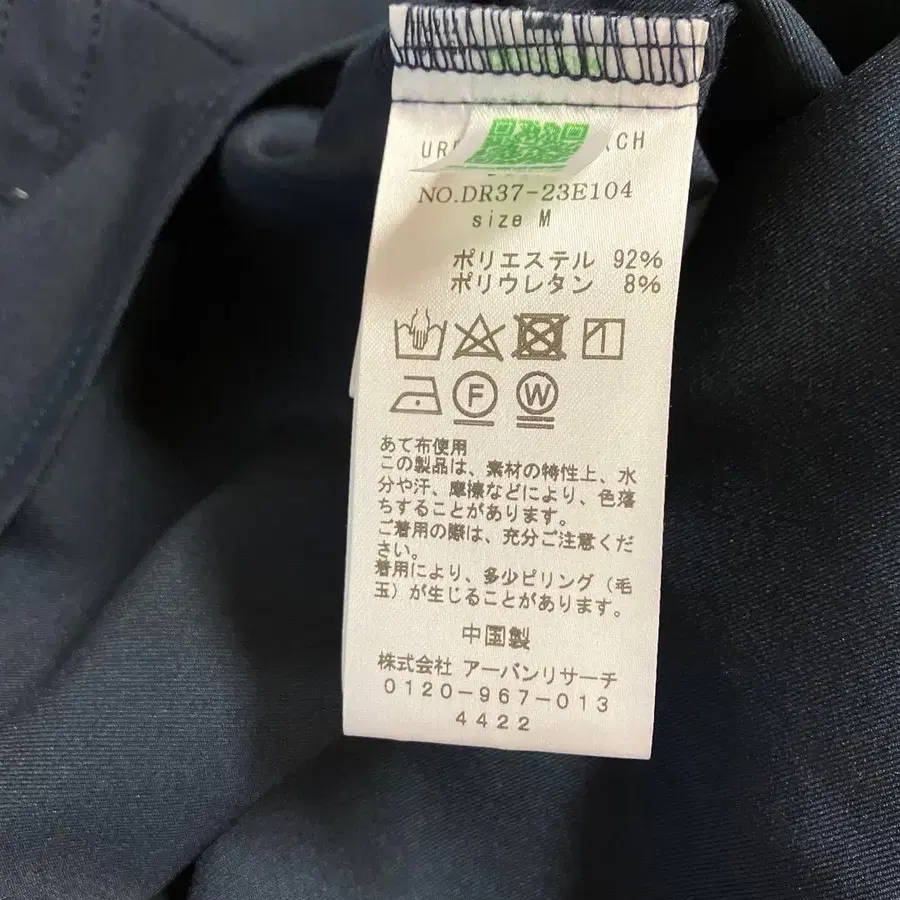 NO.DR37-23E104
size M
ポリエステル 92%
ポリウレタン 8%
F W
あて布使用
この製品は、素材の特性上、水
分や汗、摩擦などにより、色落
ちすることがあります。
ご着用の際は、充分ご注意くだ
さい。
着用により、多少ピリング（毛
玉）が生じることがあります。
中国製
株式会社 アーバンリサーチ
0120-967-013
4422